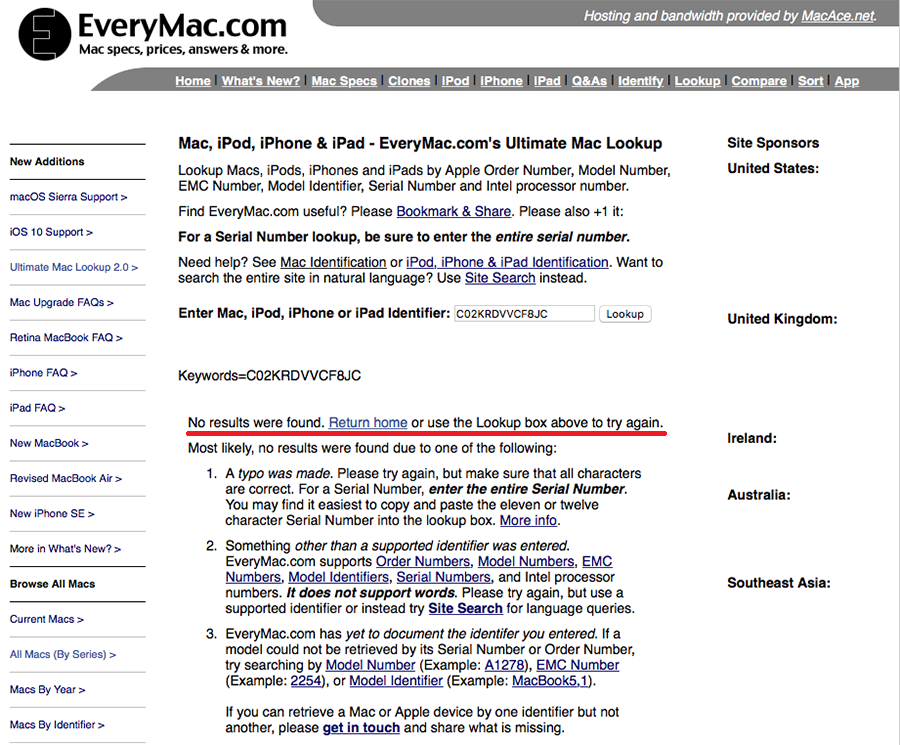 Hosting and bandwidth provided by MacAce.net.
EveryMac.com
Mac specs, prices, answers & more.
Home | What's New? | Mac Specs | Clones | iPod | iPhone | iPad | Q&As | Identify | Lookup | Compare | Sort | App
New Additions
macOS Sierra Support >
iOS 10 Support >
Ultimate Mac Lookup 2.0 >
Mac Upgrade FAQs >
Retina MacBook FAQ >
iPhone FAQ >
iPad FAQ >
New MacBook >
Revised MacBook Air >
New iPhone SE >
More in What's New? >
Browse All Macs
Current Macs >
All Macs (By Series) >
Macs By Year >
Macs By Identifier >
Mac, iPod, iPhone & iPad - EveryMac.com's Ultimate Mac Lookup
Lookup Macs, iPods, iPhones and iPads by Apple Order Number, Model Number,
EMC Number, Model Identifier, Serial Number and Intel processor number.
Find EveryMac.com useful? Please Bookmark & Share. Please also +1 it:
For a Serial Number lookup, be sure to enter the entire serial number.
Need help? See Mac Identification or iPod, iPhone & iPad Identification. Want to
search the entire site in natural language? Use Site Search instead.
Enter Mac, iPod, iPhone or iPad Identifier: C02KRDVVCF8JC Lookup
Keywords=C02KRDVVCF8JC
No results were found. Return home or use the Lookup box above to try again.
Most likely, no results were found due to one of the following:
1. A typo was made. Please try again, but make sure that all characters
are correct. For a Serial Number, enter the entire Serial Number.
You may find it easiest to copy and paste the eleven or twelve
character Serial Number into the lookup box. More info.
2. Something other than a supported identifier was entered.
EveryMac.com supports Order Numbers, Model Numbers, EMC
Numbers, Model Identifiers, Serial Numbers, and Intel processor
numbers. It does not support words. Please try again, but use a
supported identifier or instead try Site Search for language queries.
3. EveryMac.com has yet to document the identifer you entered. If a
model could not be retrieved by its Serial Number or Order Number,
try searching by Model Number (Example: A1278), EMC Number
(Example: 2254), or Model Identifier (Example: MacBook5,1).
If you can retrieve a Mac or Apple device by one identifier but not
another, please get in touch and share what is missing.
Site Sponsors
United States:
United Kingdom:
Ireland:
Australia:
Southeast Asia: